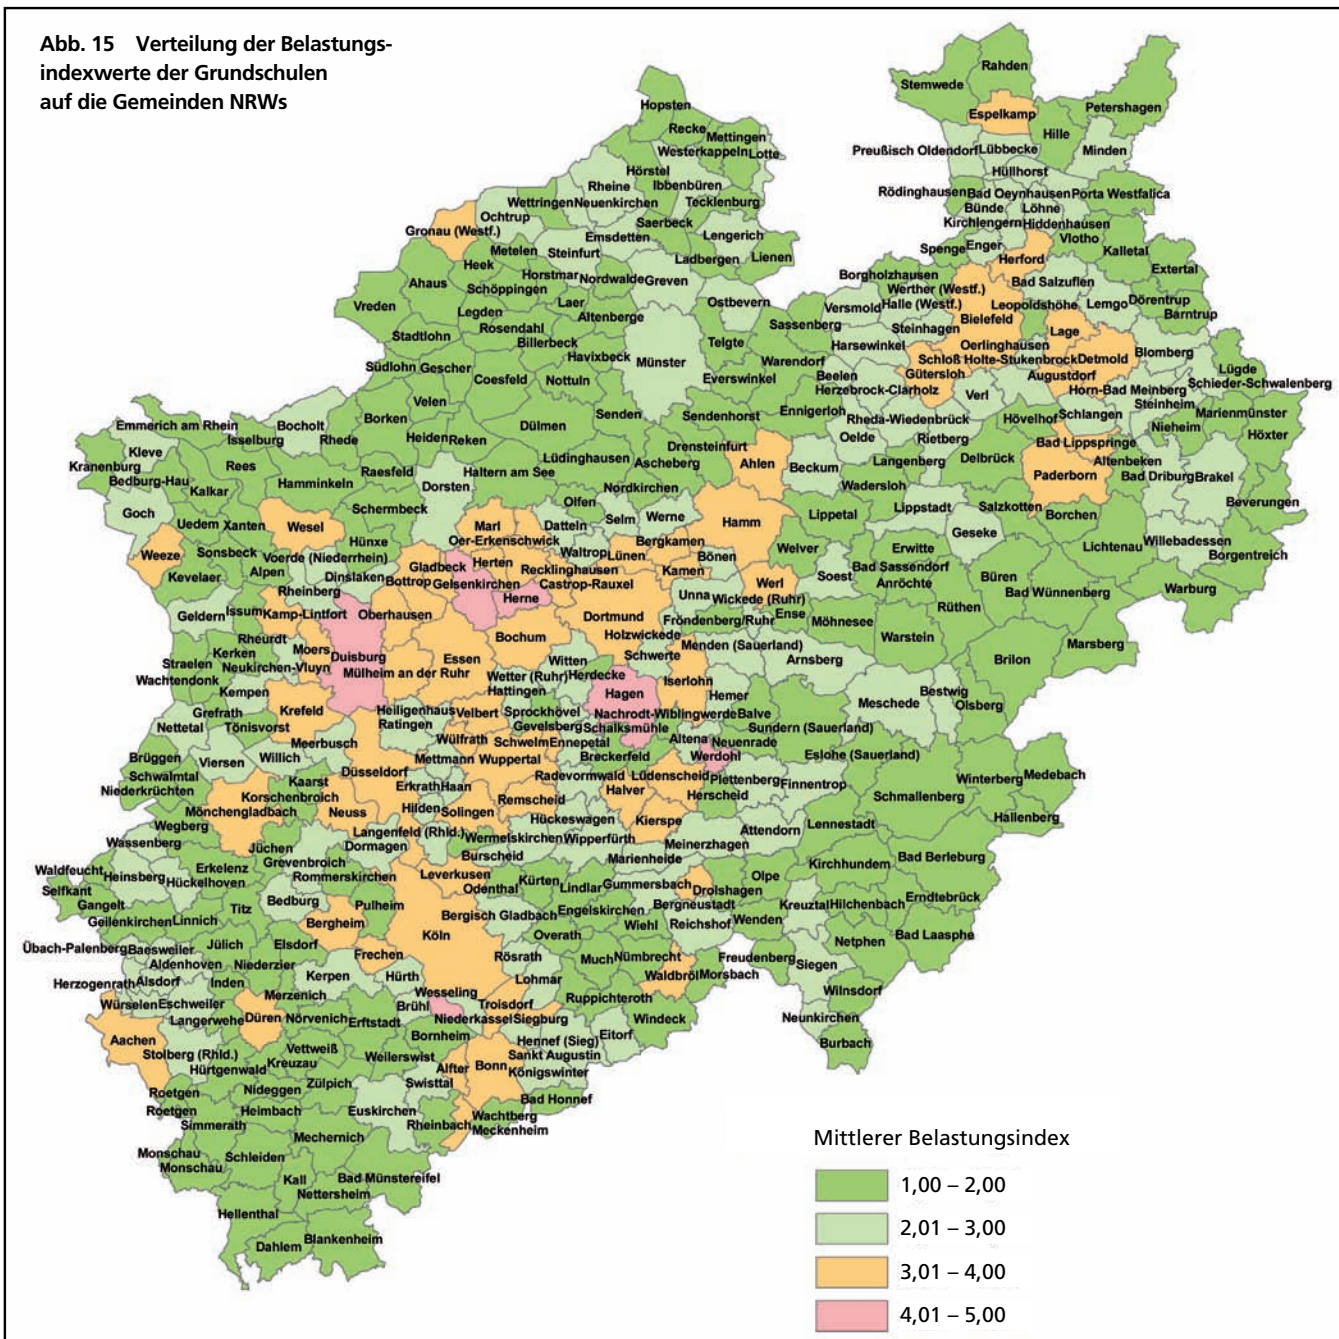 Abb. 15 Verteilung der Belastungs-
indexwerte der Grundschulen
auf die Gemeinden NRWs
Rahden
Stemwede
Hopsten
Espelkamp
Petershagen
Recke
Mettingen
Hille
Westerkappeln
Lotte
Preußisch Oldendorf
Lübbecke
Minden
Hörstel
Hüllhorst
Rheine
Ibbenbüren
Rödinghausen
Bad Oeynhausen
Porta Westfalica
Wettringen
Neuenkirchen
Tecklenburg
Bünde
Löhne
Ochtrup
Saerbeck
Kirchlengern
Hiddenhausen
Gronau (Westf.)
Emsdetten
Lengerich
Vlotho
Metelen
Steinfurt
Ladbergen
Lienen
Spenge
Enger
Kalletal
Heek
Herford
Extertal
Ahaus
Horstmar
Nordwalde
Greven
Borgholzhausen
Bad Salzuflen
Schöppingen
Werther (Westf.)
Vreden
Legden
Laer
Ostbevern
Versmold
Halle (Westf.)
Leopoldshöhe
Lemgo
Dörentrup
Altenberge
Bielefeld
Barntrup
Stadtlohn
Rosendahl
Sassenberg
Steinhagen
Lage
Billerbeck
Telgte
Harsewinkel
Oerlinghausen
Blomberg
Havixbeck
Münster
Warendorf
Schloß Holte-Stukenbrock
Detmold
Südlohn
Gescher
Beelen
Gütersloh
Augustdorf
Lügde
Coesfeld
Nottuln
Everswinkel
Herzebrock-Clarholz
Verl
Horn-Bad Meinberg
Schieder-Schwalenberg
Velen
Steinheim
Borken
Senden
Sendenhorst
Ennigerloh
Rheda-Wiedenbrück
Hövelhof
Schlangen
Marienmünster
Emmerich am Rhein
Bocholt
Dülmen
Nieheim
Isselburg
Rhede
Heiden
Reken
Drensteinfurt
Oelde
Rietberg
Bad Lippspringe
Höxter
Kleve
Kranenburg
Rees
Raesfeld
Haltern am See
Lüdinghausen
Ascheberg
Ahlen
Beckum
Langenberg
Delbrück
Altenbeken
Bedburg-Hau
Hamminkeln
Dorsten
Nordkirchen
Wadersloh
Paderborn
Bad Driburg
Brakel
Kalkar
Schermbeck
Olfen
Beverungen
Goch
Uedem
Xanten
Wesel
Marl
Datteln
Selm
Werne
Hamm
Lippetal
Lippstadt
Salzkotten
Borchen
Weeze
Sonsbeck
Hünxe
Oer-Erkenschwick
Bergkamen
Geseke
Willebadessen
Voerde (Niederrhein)
Waltrop
Lünen
Bönen
Welver
Erwitte
Lichtenau
Borgentreich
Kevelaer
Alpen
Dinslaken
Gladbeck
Herten
Recklinghausen
Kamen
Soest
Bad Sassendorf
Rheinberg
Bottrop
Gelsenkirchen
Castrop-Rauxel
Werl
Anröchte
Büren
Bad Wünnenberg
Warburg
Herne
Unna
Wickede (Ruhr)
Geldern
Issum
Kamp-Lintfort
Oberhausen
Dortmund
Fröndenberg/Ruhr
Ense
Möhnesee
Rüthen
Rheurdt
Bochum
Holzwickede
Warstein
Marsberg
Kerken
Moers
Duisburg
Essen
Witten
Schwerte
Menden (Sauerland)
Arnsberg
Brilon
Straelen
Neukirchen-Vluyn
Mülheim an der Ruhr
Wetter (Ruhr)
Herdecke
Iserlohn
Wachtendonk
Kempen
Hattingen
Hagen
Hemer
Bestwig
Meschede
Olsberg
Grefrath
Krefeld
Heiligenhaus
Velbert
Sprockhövel
Nachrodt-Wiblingwerde
Balve
Nettetal
Tönisvorst
Ratingen
Gevelsberg
Schalksmühle
Sundern (Sauerland)
Meerbusch
Wülfrath
Schwelm
Ennepetal
Altena
Neuenrade
Brüggen
Viersen
Willich
Mettmann
Wuppertal
Breckerfeld
Werdohl
Eslohe (Sauerland)
Schwalmtal
Düsseldorf
Radevormwald
Lüdenscheid
Plettenberg
Finnentrop
Winterberg
Medebach
Niederkrüchten
Kaarst
Erkrath
Haan
Halver
Herscheid
Schmallenberg
Korschenbroich
Remscheid
Mönchengladbach
Neuss
Hilden
Solingen
Hückeswagen
Kierspe
Hallenberg
Wegberg
Langenfeld (Rhld.)
Wermelskirchen
Wipperfürth
Attendorn
Lennestadt
Wassenberg
Jüchen
Dormagen
Meinerzhagen
Grevenbroich
Burscheid
Marienheide
Kirchhundem
Bad Berleburg
Waldfeucht
Heinsberg
Erkelenz
Rommerskirchen
Leverkusen
Kürten
Lindlar
Gummersbach
Olpe
Selfkant
Hückelhoven
Odenthal
Drolshagen
Gangelt
Titz
Bedburg
Pulheim
Bergneustadt
Kreuztal
Hilchenbach
Erndtebrück
Geilenkirchen
Linnich
Bergheim
Bergisch Gladbach
Engelskirchen
Wiehl
Reichshof
Wenden
Köln
Overath
Netphen
Bad Laasphe
Übach-Palenberg
Baesweiler
Jülich
Elsdorf
Frechen
Rösrath
Much
Nümbrecht
Freudenberg
Siegen
Aldenhoven
Niederzier
Kerpen
Hürth
Waldbröl
Morsbach
Herzogenrath
Alsdorf
Inden
Lohmar
Würselen
Eschweiler
Merzenich
Wesseling
Ruppichteroth
Wilnsdorf
Brühl
Troisdorf
Langerwehe
Düren
Nörvenich
Erftstadt
Niederkassel
Siegburg
Windeck
Neunkirchen
Aachen
Bornheim
Hennef (Sieg)
Eitorf
Burbach
Stolberg (Rhld.)
Vettweiß
Weilerswist
Sankt Augustin
Hürtgenwald
Kreuzau
Alfter
Bonn
Königswinter
Roetgen
Nideggen
Zülpich
Swisttal
Bad Honnef
Roetgen
Heimbach
Euskirchen
Wachtberg
Simmerath
Rheinbach
Meckenheim
Mechernich
Monschau
Monschau
Schleiden
Kall
Bad Münstereifel
Nettersheim
Hellenthal
Dahlem
Blankenheim
Mittlerer Belastungsindex
1,00 – 2,00
2,01 – 3,00
3,01 – 4,00
4,01 – 5,00